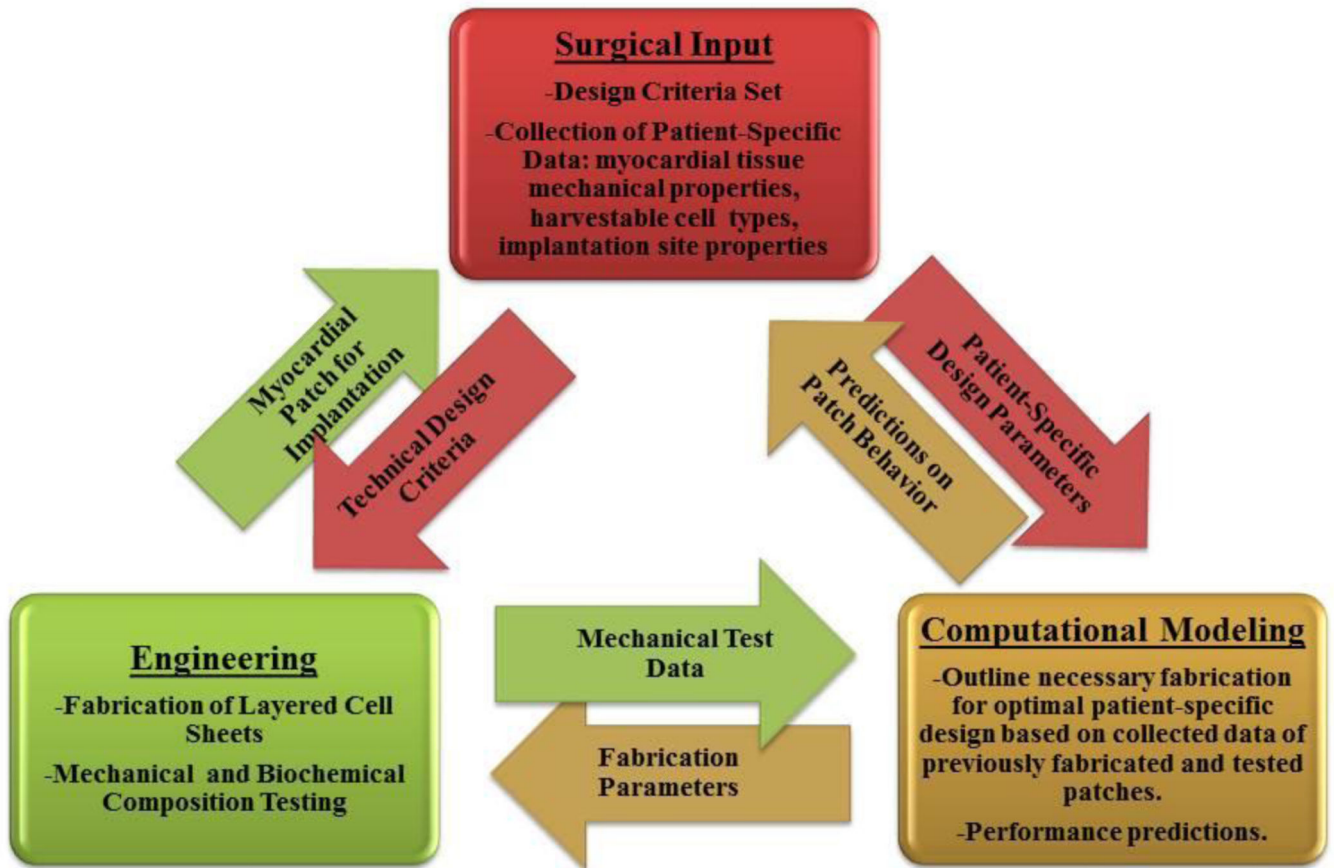 Surgical Input
-Design Criteria Set
-Collection of Patient-Specific
Data: myocardial tissue
mechanical properties,
harvestable cell types,
implantation site properties
Myocardial
Patch for
Implantation
Technical Design
Criteria
Predictions on
Patch Behavior
Patient-Specific
Design Parameters
Engineering
-Fabrication of Layered Cell
Sheets
-Mechanical and Biochemical
Composition Testing
Mechanical Test
Data
Fabrication
Parameters
Computational Modeling
-Outline necessary fabrication
for optimal patient-specific
design based on collected data of
previously fabricated and tested
patches.
-Performance predictions.